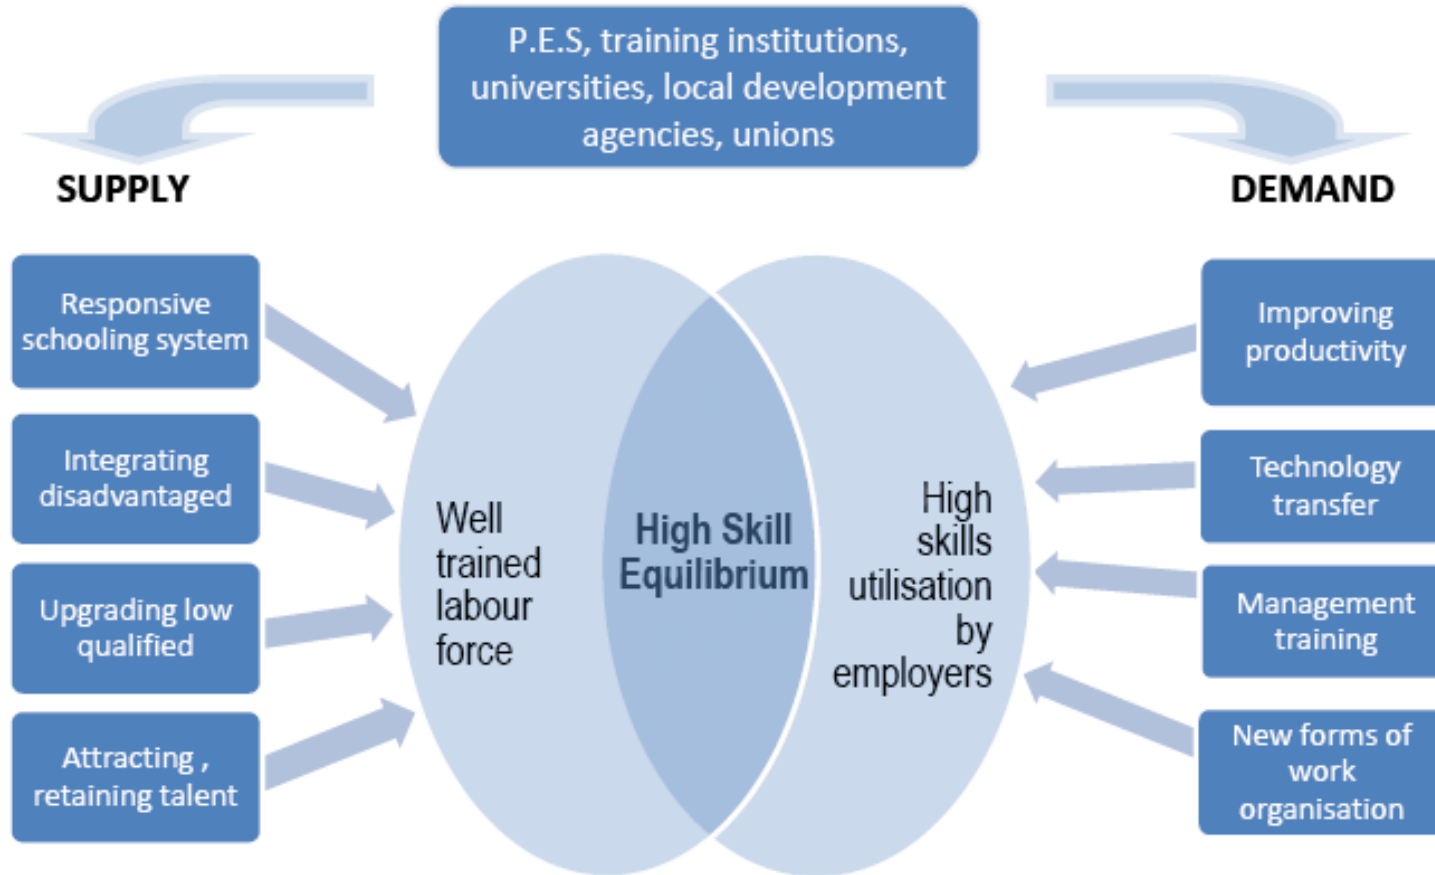 P.E.S, training institutions,
universities, local development
agencies, unions
SUPPLY
DEMAND
Responsive
schooling system
Integrating
disadvantaged
Upgrading low
qualified
Attracting ,
retaining talent
Well
trained
labour
force
High Skill
Equilibrium
High
skills
utilisation
by
employers
Improving
productivity
Technology
transfer
Management
training
New forms of
work
organisation